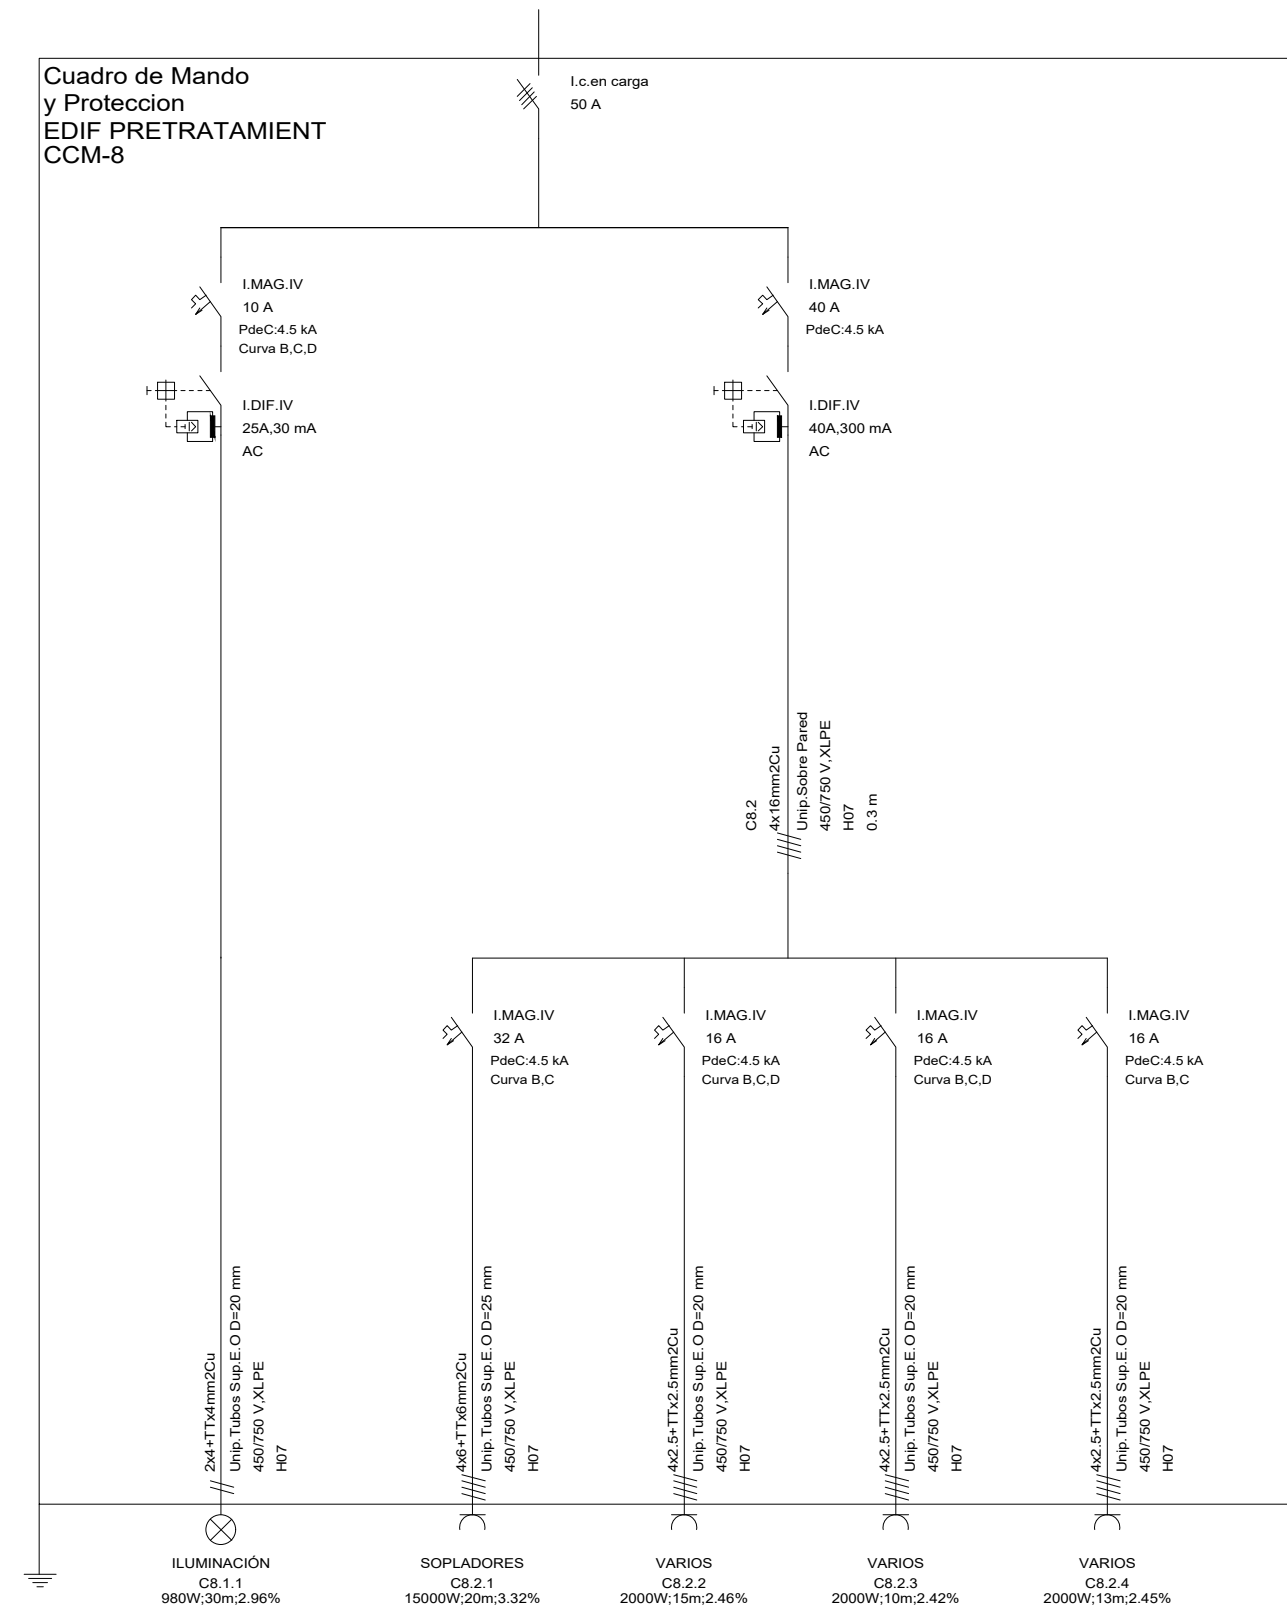 Cuadro de Mando
y Proteccion
EDIF PRETRATAMIENT
CCM-8
I.c.en carga
50 A
I.MAG.IV
10 A
PdeC:4.5 kA
Curva B,C,D
I.DIF.IV
25A,30 mA
AC
I.MAG.IV
40 A
PdeC:4.5 kA
I.DIF.IV
40A,300 mA
AC
C8.2
4x16mm2Cu
Unip.Sobre Pared
450/750 V,XLPE
H07
0.3 m
I.MAG.IV
32 A
PdeC:4.5 kA
Curva B,C
I.MAG.IV
16 A
PdeC:4.5 kA
Curva B,C,D
I.MAG.IV
16 A
PdeC:4.5 kA
Curva B,C,D
I.MAG.IV
16 A
PdeC:4.5 kA
Curva B,C
2x4+TTx4mm2Cu
Unip.Tubos Sup.E.O D=20 mm
450/750 V,XLPE
H07
4x6+TTx6mm2Cu
Unip.Tubos Sup.E.O D=25 mm
450/750 V,XLPE
H07
4x2.5+TTx2.5mm2Cu
Unip.Tubos Sup.E.O D=20 mm
450/750 V,XLPE
H07
4x2.5+TTx2.5mm2Cu
Unip.Tubos Sup.E.O D=20 mm
450/750 V,XLPE
H07
4x2.5+TTx2.5mm2Cu
Unip.Tubos Sup.E.O D=20 mm
450/750 V,XLPE
H07
ILUMINACIÓN
C8.1.1
980W;30m;2.96%
SOPLADORES
C8.2.1
15000W;20m;3.32%
VARIOS
C8.2.2
2000W;15m;2.46%
VARIOS
C8.2.3
2000W;10m;2.42%
VARIOS
C8.2.4
2000W;13m;2.45%